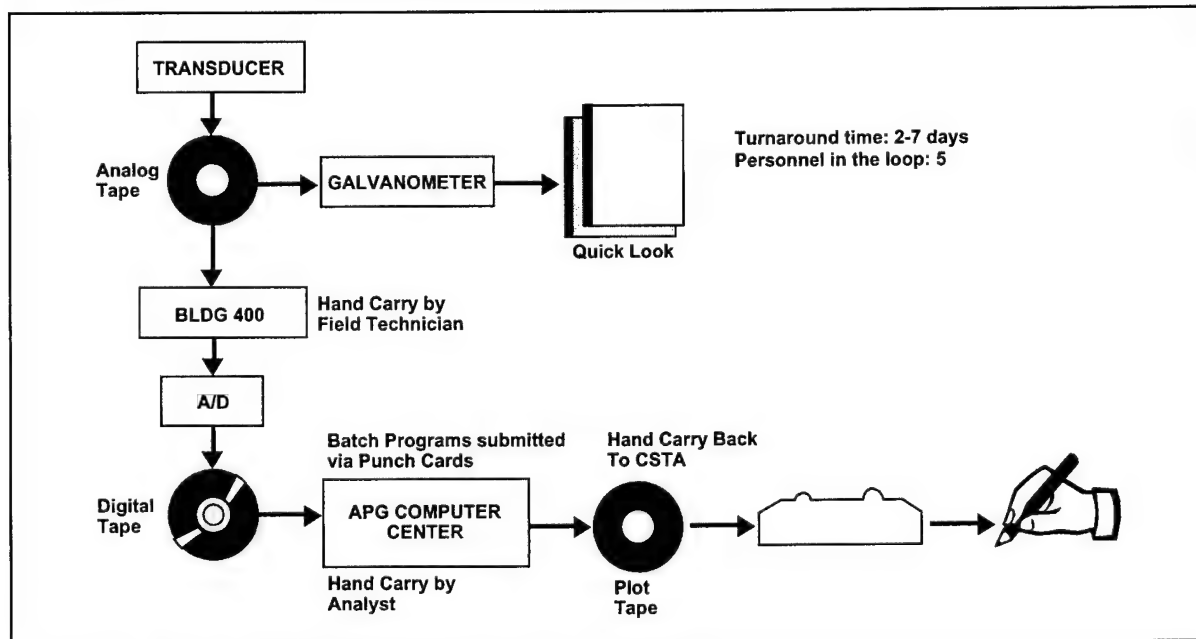 TRANSDUCER
Analog
Tape
GALVANOMETER
Quick Look
Turnaround time: 2-7 days
Personnel in the loop: 5
BLDG 400
Hand Carry by
Field Technician
A/D
Digital
Tape
Batch Programs submitted
via Punch Cards
APG COMPUTER
CENTER
Hand Carry by
Analyst
Hand Carry Back
To CSTA
Plot
Tape